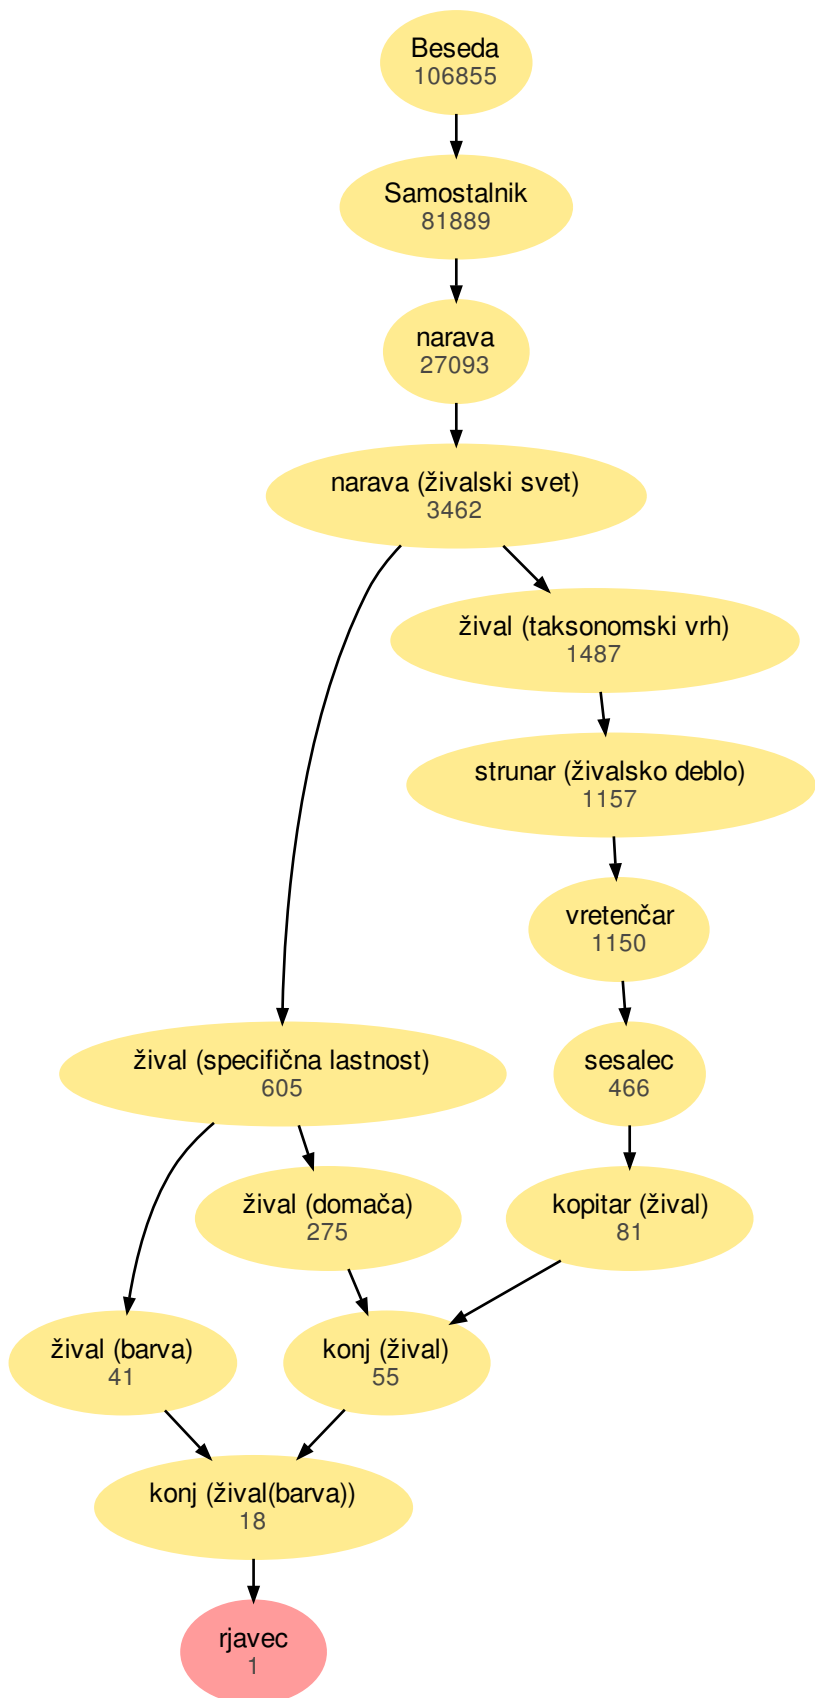 Beseda
106855
Samostalnik
81889
narava
27093
narava (živalski svet)
3462
žival (taksonomski vrh)
1487
strunar (živalsko deblo)
1157
vretenčar
1150
žival (specifična lastnost)
605
sesalec
466
žival (domača)
275
kopitar (žival)
81
žival (barva)
41
konj (žival)
55
konj (žival(barva))
18
rjavec
1